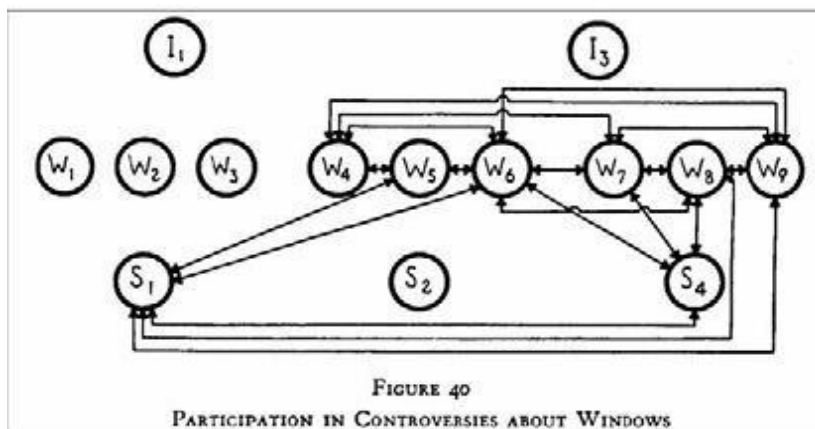 I1 I3
W1 W2 W3 W4 W5 W6 W7 W8 W9
S1 S2 S4
FIGURE 40
PARTICIPATION IN CONTROVERSIES ABOUT WINDOWS